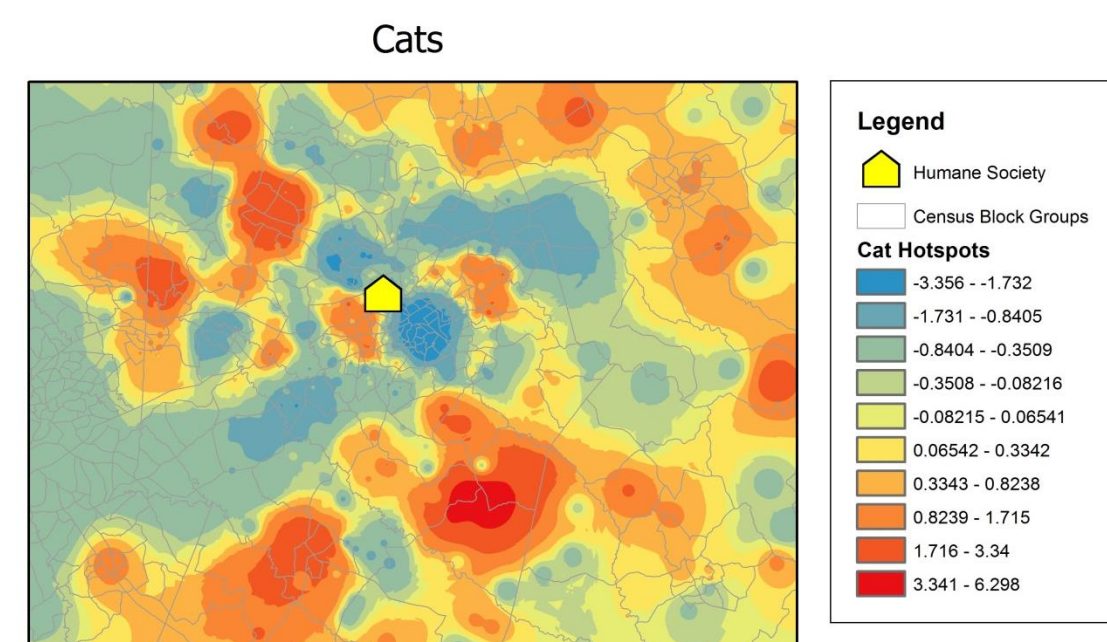 Cats
Legend
Humane Society
Census Block Groups
Cat Hotspots
-3.356 - -1.732
-1.731 - -0.8405
-0.8404 - -0.3509
-0.3508 - -0.08216
-0.08215 - 0.06541
0.06542 - 0.3342
0.3343 - 0.8238
0.8239 - 1.715
1.716 - 3.34
3.341 - 6.298